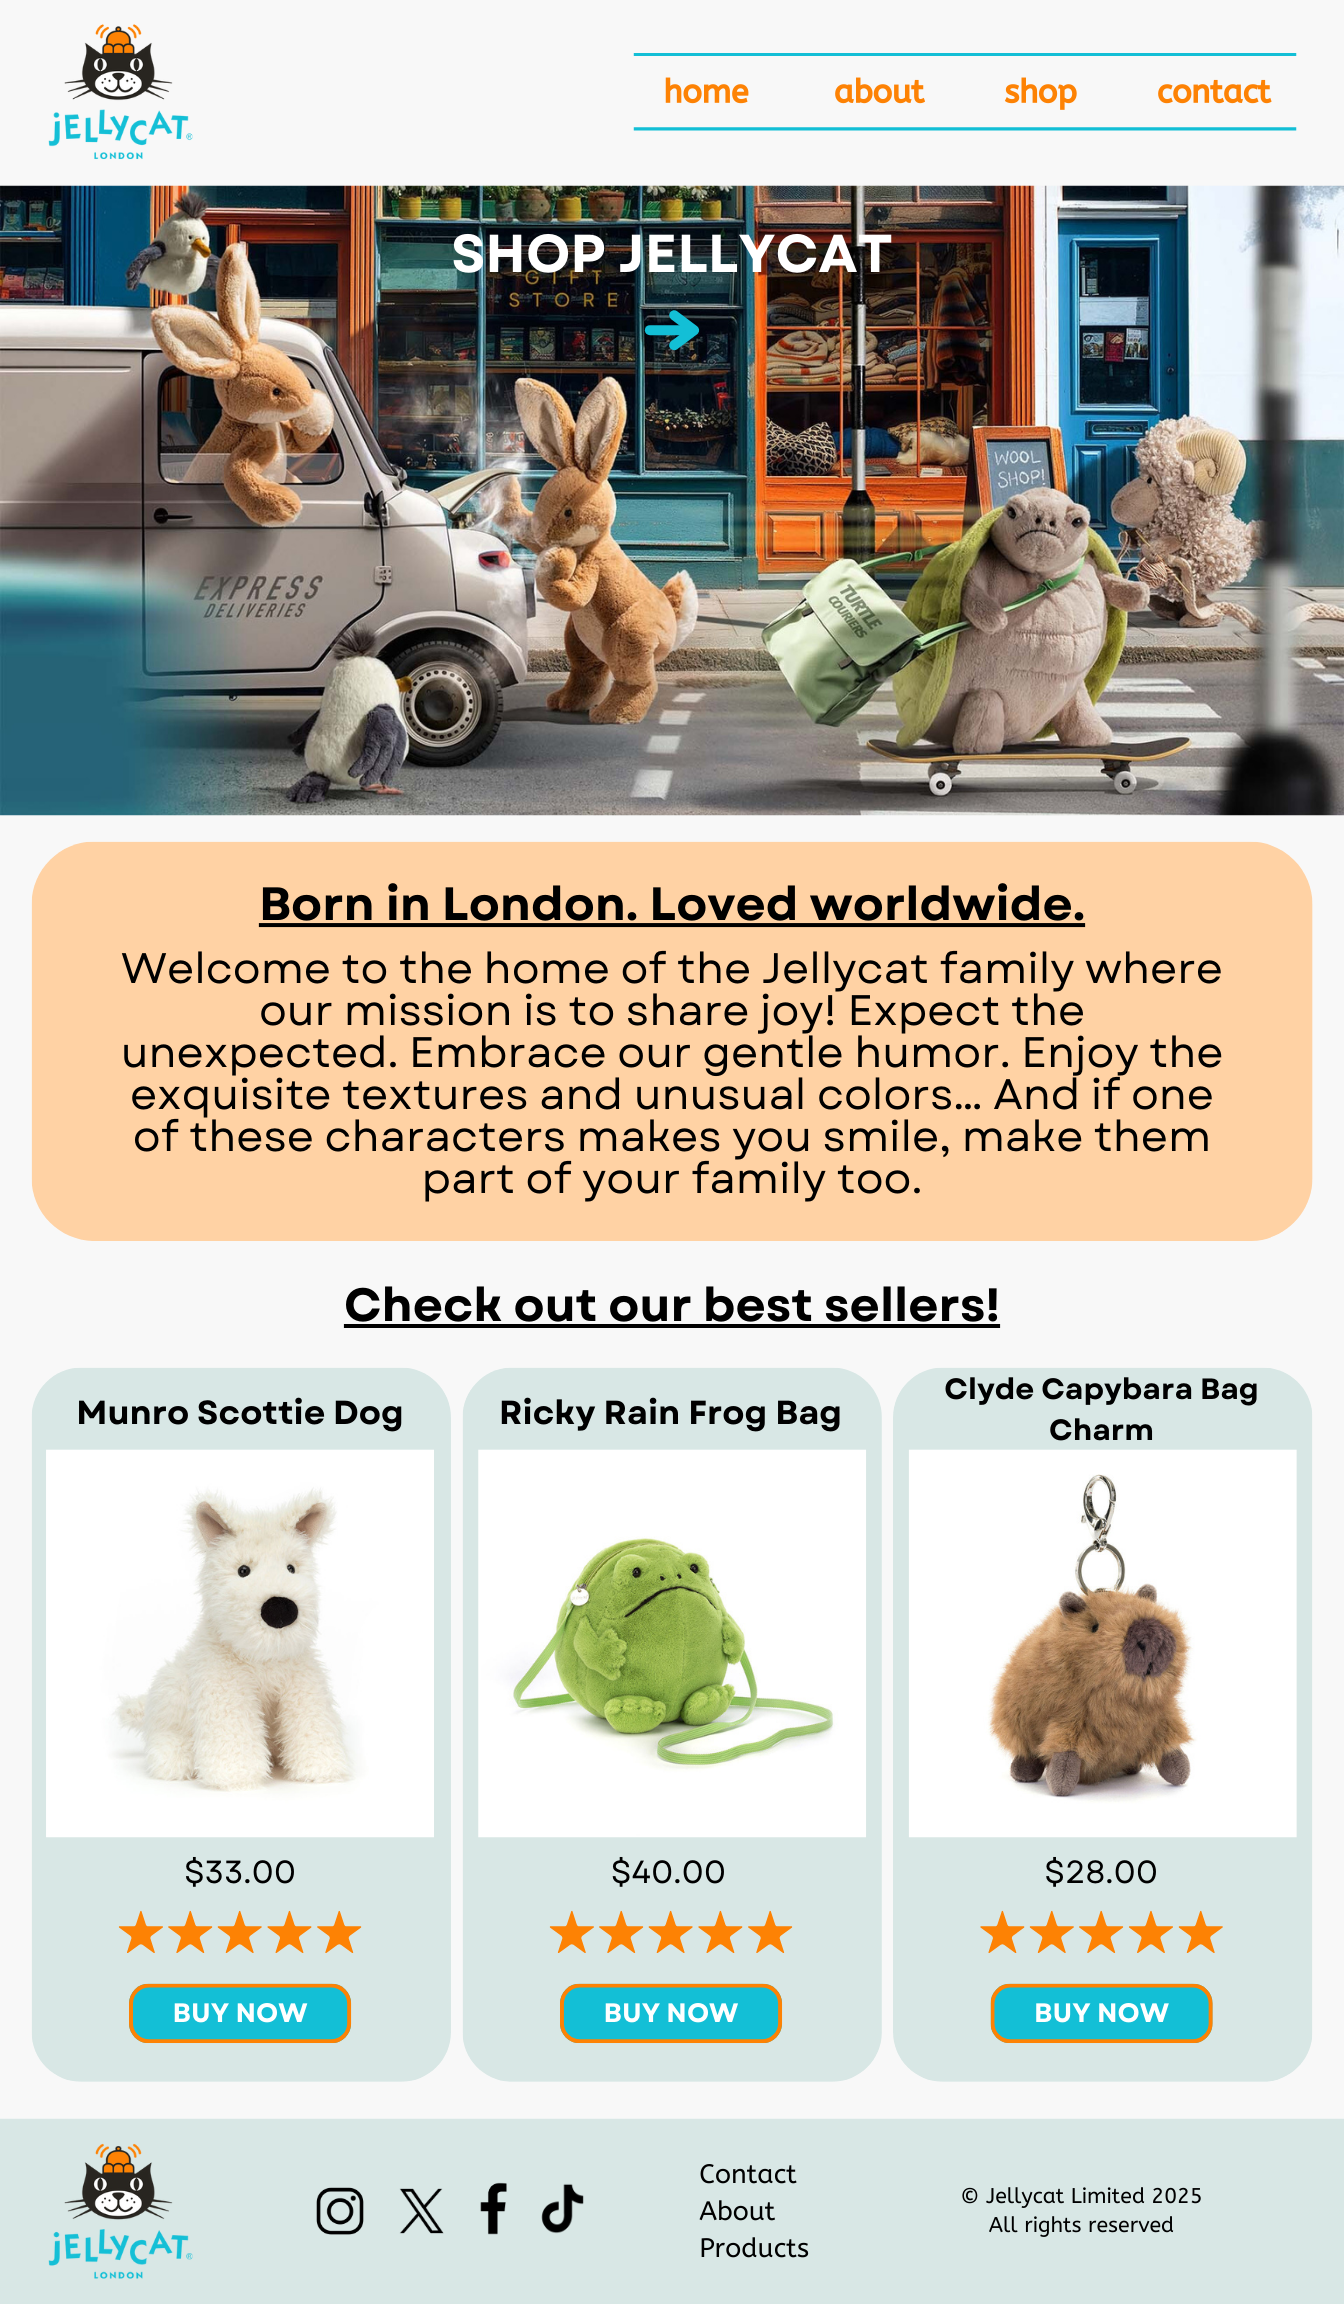 JELLYCAT®
LONDON
home about shop contact
SHOP JELLYCAT
GIFT
STORE
WOOL
SHOP!
TURTLE
COURIERS
EXPRESS
DELIVERIES
Born in London. Loved worldwide.
Welcome to the home of the Jellycat family where
our mission is to share joy! Expect the
unexpected. Embrace our gentle humor. Enjoy the
exquisite textures and unusual colors... And if one
of these characters makes you smile, make them
part of your family too.
Check out our best sellers!
Munro Scottie Dog
$33.00
BUY NOW
Ricky Rain Frog Bag
$40.00
BUY NOW
Clyde Capybara Bag
Charm
$28.00
BUY NOW
JELLYCAT®
LONDON
Contact
About
Products
© Jellycat Limited 2025
All rights reserved